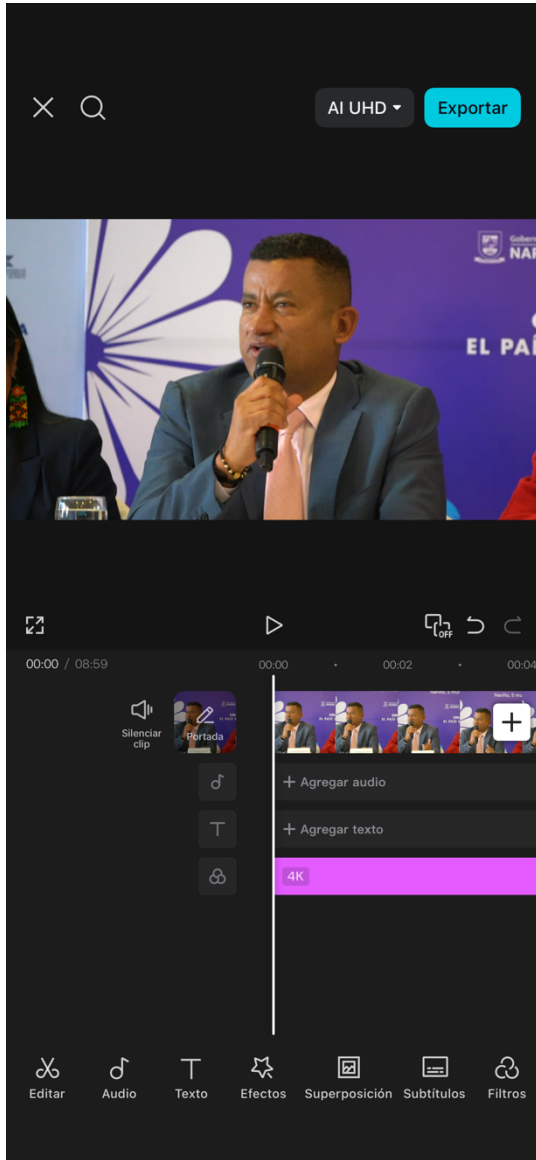 AI UHD
Exportar
NAR
EL PAÍ
00:00 / 08:59
00:00
00:02
00:04
Silenciar
clip
Portada
+ Agregar audio
+ Agregar texto
4K
OFF
Editar
Audio
Texto
Efectos
Superposición
Subtítulos
Filtros